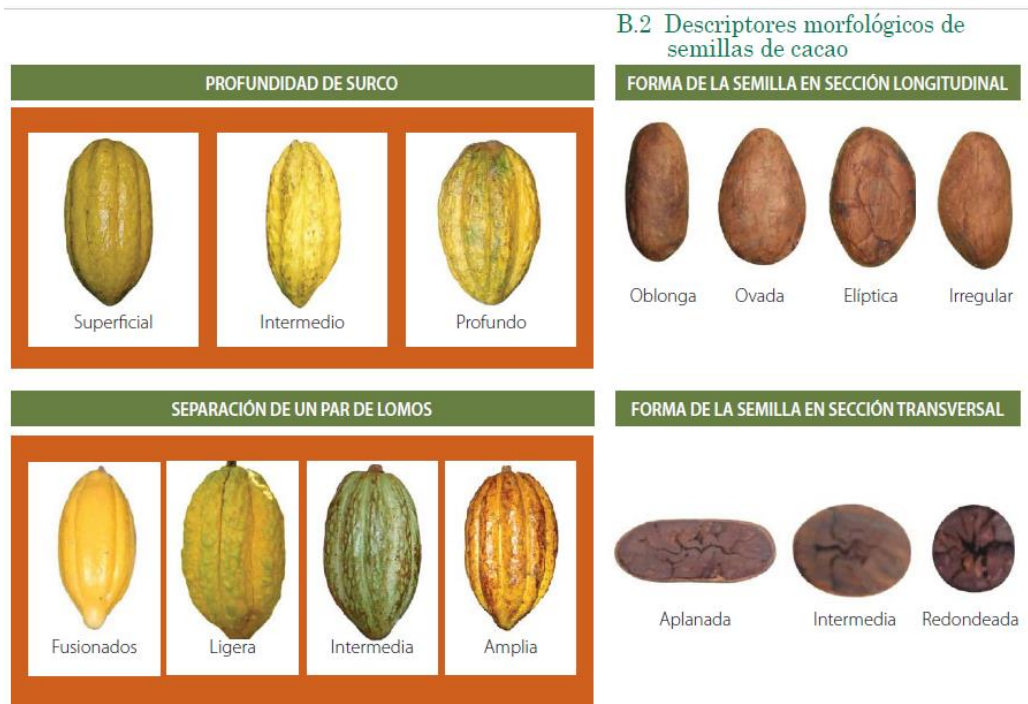 PROFUNDIDAD DE SURCO
Superficial
Intermedio
Profundo
SEPARACIÓN DE UN PAR DE LOMOS
Fusionados
Ligera
Intermedia
Amplia
B.2 Descriptores morfológicos de
semillas de cacao
FORMA DE LA SEMILLA EN SECCIÓN LONGITUDINAL
Oblonga
Ovada
Elíptica
Irregular
FORMA DE LA SEMILLA EN SECCIÓN TRANSVERSAL
Aplanada
Intermedia
Redondeada